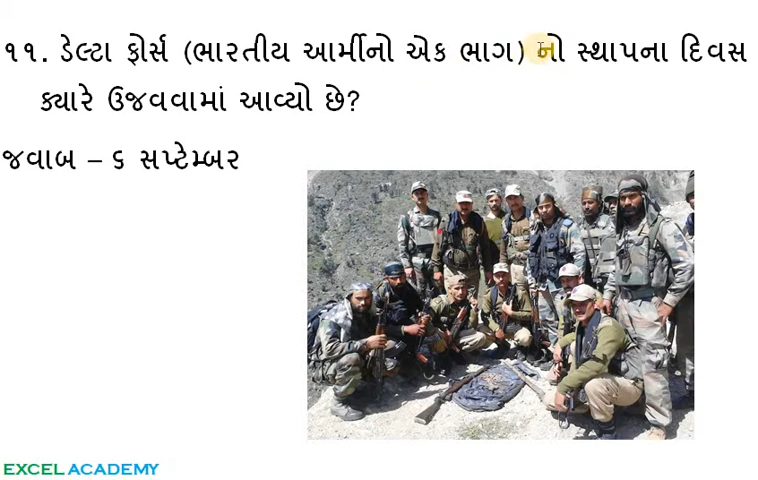 ૧૧. ડેલ્ટા ફોર્સ (ભારતીય આર્મીનો એક ભાગ) નો સ્થાપના દિવસ
ક્યારે ઉજવવામાં આવ્યો છે?
જવાબ – ૬ સપ્ટેમ્બર
EXCEL ACADEMY